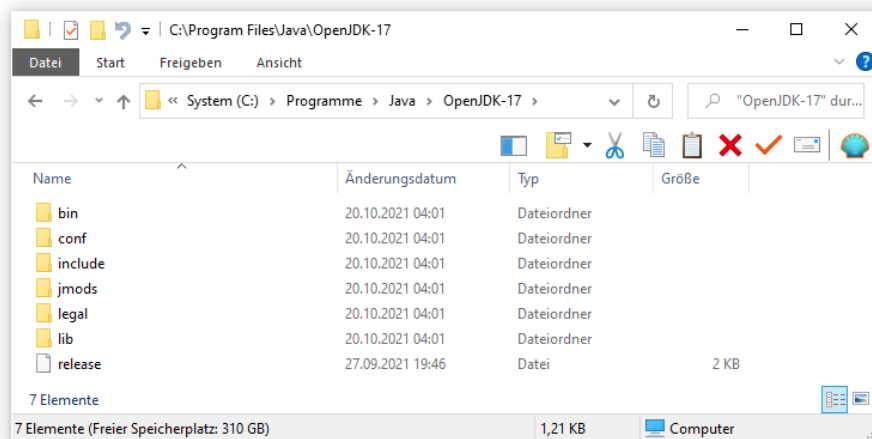 C:\Program Files\Java\OpenJDK-17
Datei Start Freigeben Ansicht
« System (C:) > Programme > Java > OpenJDK-17 > "OpenJDK-17" dur...
Name Änderungsdatum Typ Größe
bin 20.10.2021 04:01 Dateiordner
conf 20.10.2021 04:01 Dateiordner
include 20.10.2021 04:01 Dateiordner
jmods 20.10.2021 04:01 Dateiordner
legal 20.10.2021 04:01 Dateiordner
lib 20.10.2021 04:01 Dateiordner
release 27.09.2021 19:46 Datei 2 KB
7 Elemente
7 Elemente (Freier Speicherplatz: 310 GB) 1,21 KB Computer